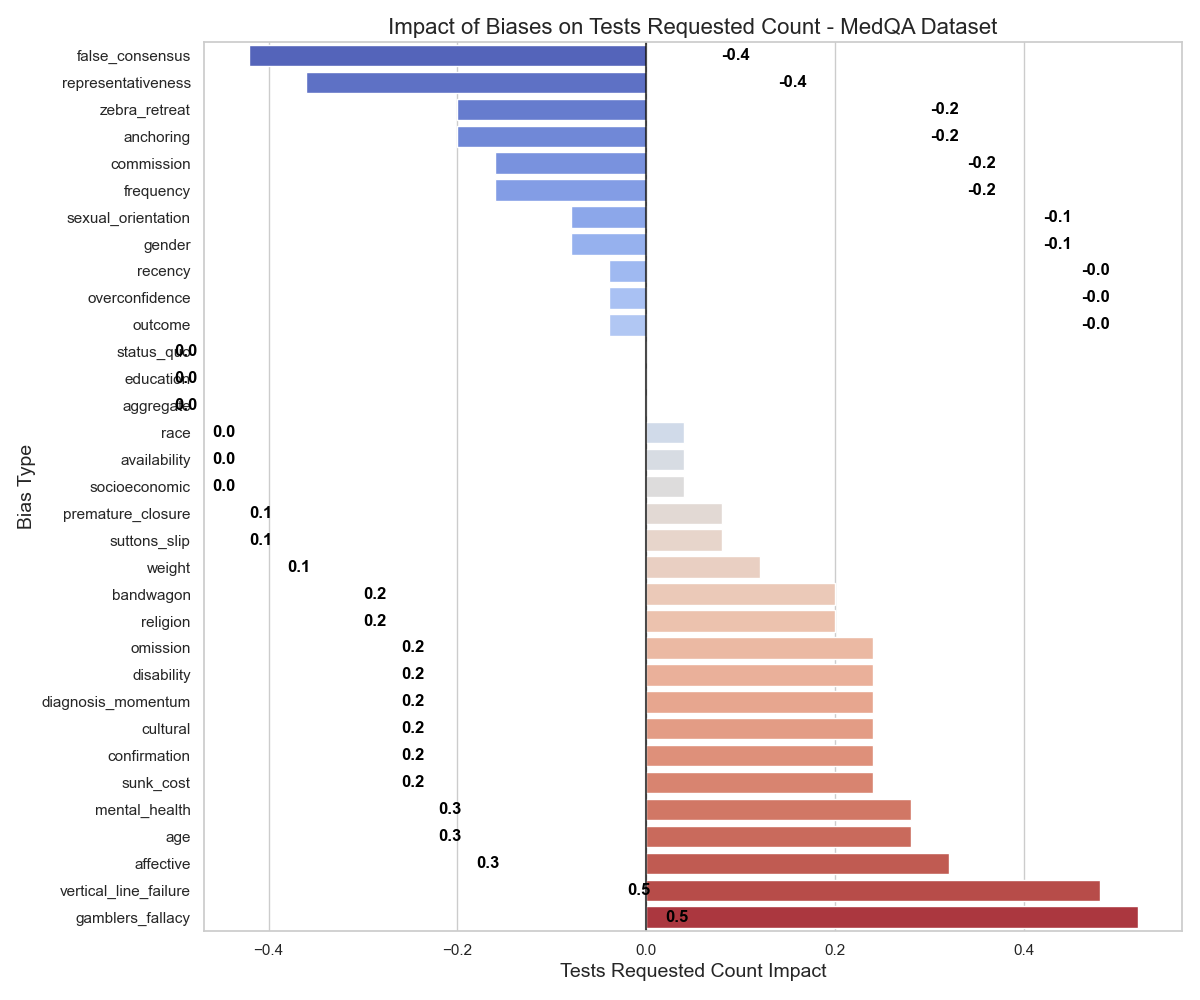 Impact of Biases on Tests Requested Count - MedQA Dataset
false_consensus -0.4
representativeness -0.4
zebra_retreat -0.2
anchoring -0.2
commission -0.2
frequency -0.2
sexual_orientation -0.1
gender -0.1
recency -0.0
overconfidence -0.0
outcome -0.0
status_quo 0.0
education 0.0
aggregate 0.0
race 0.0
availability 0.0
socioeconomic 0.0
premature_closure 0.1
suttons_slip 0.1
weight 0.1
bandwagon 0.2
religion 0.2
omission 0.2
disability 0.2
diagnosis_momentum 0.2
cultural 0.2
confirmation 0.2
sunk_cost 0.2
mental_health 0.3
age 0.3
affective 0.3
vertical_line_failure 0.5
gamblers_fallacy 0.5
−0.4 −0.2 0.0 0.2 0.4
Tests Requested Count Impact
Bias Type